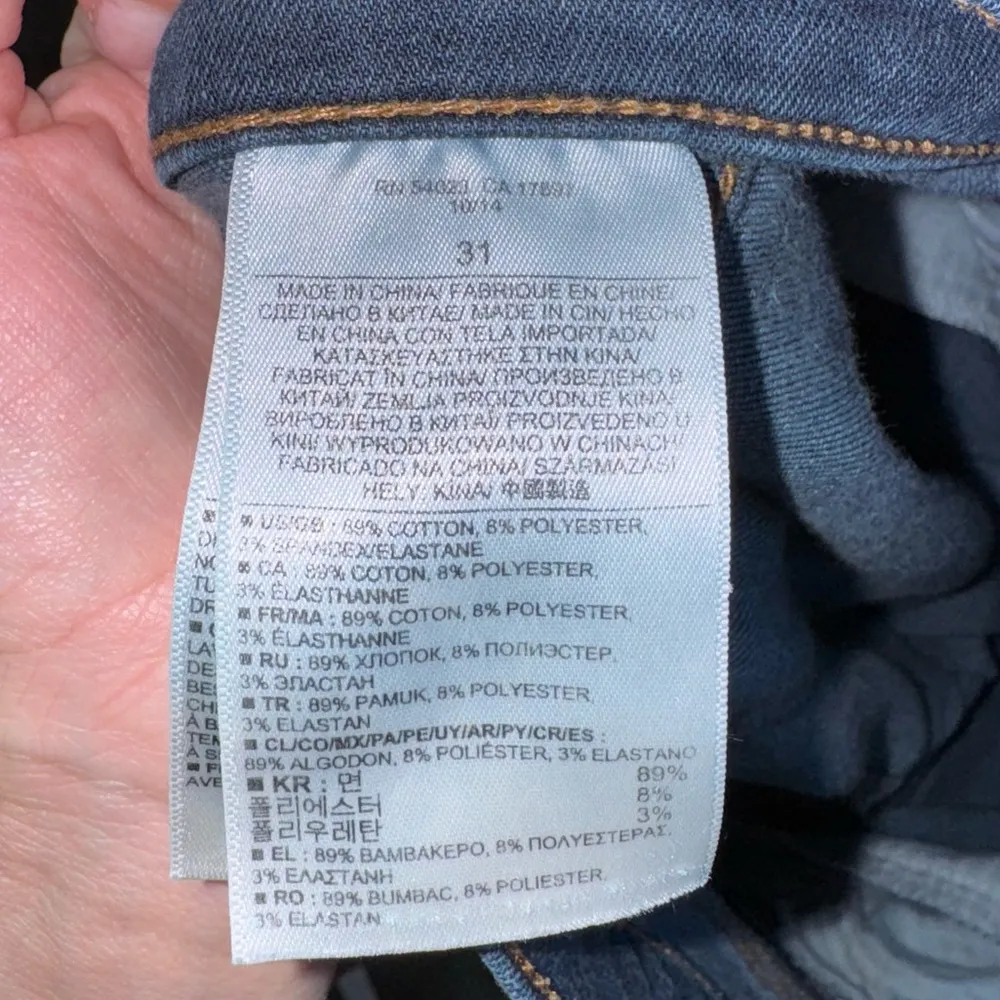 RN 54023 CA 17897
10/14
31
MADE IN CHINA/ FABRIQUE EN CHINE/
СДЕЛАНО В КИТАЕ/ MADE IN CIN/ HECHO
EN CHINA CON TELA IMPORTADA/
ΚΑΤΑΣΚΕΥΑΣΤΗΚΕ ΣΤΗΝ ΚΙΝΑ/
FABRICAT ÎN CHINA/ ПРОИЗВЕДЕНО В
КИТАЙ/ ZEMLJA PROIZVODNJE KINA/
ВИРОБЛЕНО В КИТАЇ/ PROIZVEDENO U
KINI/ WYPRODUKOWANO W CHINACH/
FABRICADO NA CHINA/ SZÁRMAZÁSI
HELY: KÍNA/ 中國製造
■ US/GB : 89% COTTON, 8% POLYESTER,
3% SPANDEX/ELASTANE
■ CA : 89% COTON, 8% POLYESTER,
3% ÉLASTHANNE
■ FR/MA : 89% COTON, 8% POLYESTER,
3% ÉLASTHANNE
■ RU : 89% ХЛОПОК, 8% ПОЛИЭСТЕР,
3% ЭЛАСТАН
■ TR : 89% PAMUK, 8% POLYESTER,
3% ELASTAN
■ CL/CO/MX/PA/PE/UY/AR/PY/CR/ES :
89% ALGODON, 8% POLIÉSTER, 3% ELASTANO
■ KR : 면 89%
폴리에스터 8%
폴리우레탄 3%
■ EL : 89% ΒΑΜΒΑΚΕΡΟ, 8% ΠΟΛΥΕΣΤΕΡΑΣ,
3% ΕΛΑΣΤΑΝΗ
■ RO : 89% BUMBAC, 8% POLIESTER,
3% ELASTAN